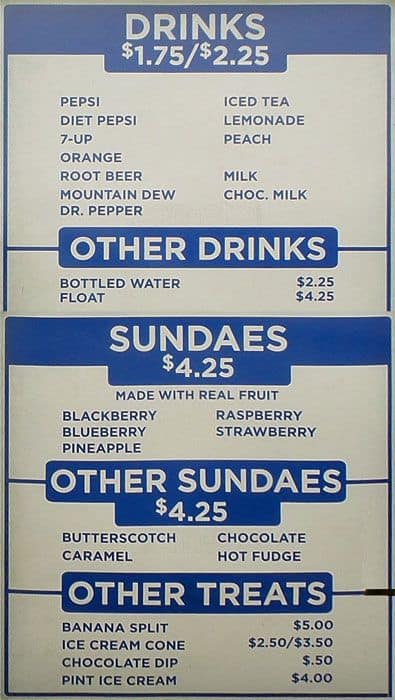 DRINKS
$1.75/$2.25
PEPSI ICED TEA
DIET PEPSI LEMONADE
7-UP PEACH
ORANGE
ROOT BEER MILK
MOUNTAIN DEW CHOC. MILK
DR. PEPPER
OTHER DRINKS
BOTTLED WATER $2.25
FLOAT $4.25
SUNDAES
$4.25
MADE WITH REAL FRUIT
BLACKBERRY RASPBERRY
BLUEBERRY STRAWBERRY
PINEAPPLE
OTHER SUNDAES
$4.25
BUTTERSCOTCH CHOCOLATE
CARAMEL HOT FUDGE
OTHER TREATS
BANANA SPLIT $5.00
ICE CREAM CONE $2.50/$3.50
CHOCOLATE DIP $.50
PINT ICE CREAM $4.00